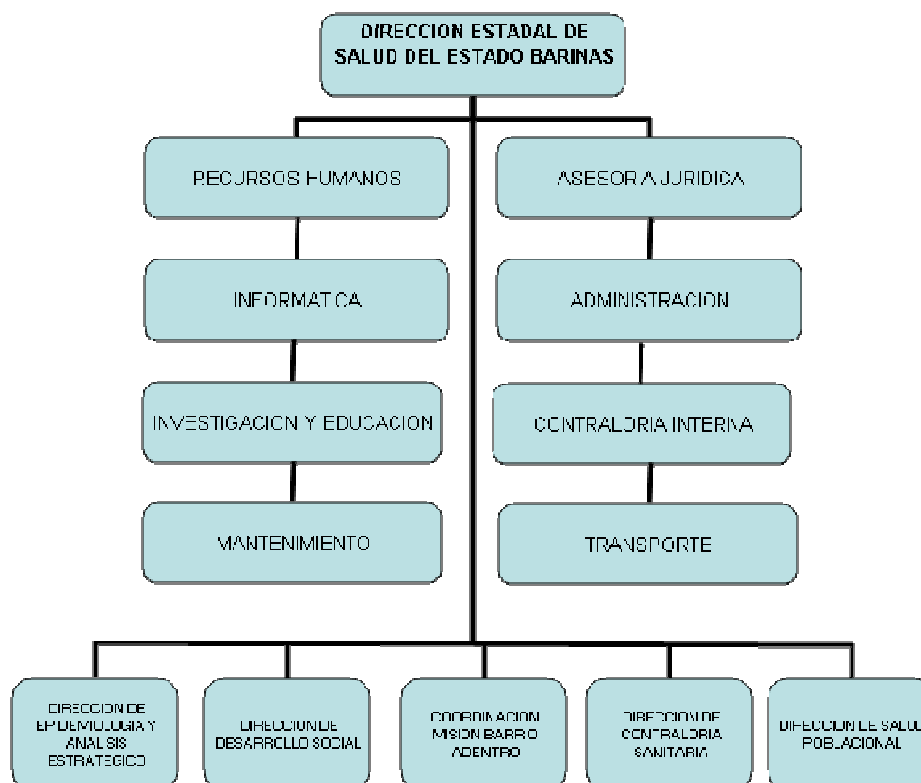 DIRECCION ESTADAL DE
SALUD DEL ESTADO BARINAS
RECURSOS HUMANOS
ASESORIA JURIDICA
INFORMATICA
ADMINISTRACION
INVESTIGACION Y EDUCACION
CONTRALORIA INTERNA
MANTENIMIENTO
TRANSPORTE
DIRECCION DE
EPIDEMIOLOGIA Y
ANALISIS
ESTRATEGICO
DIRECCION DE
DESARROLLO SOCIAL
COORDINACION
MISION BARRIO
ADENTRO
DIRECCION DE
CONTRALORIA
SANITARIA
DIRECCION DE SALUD
POBLACIONAL